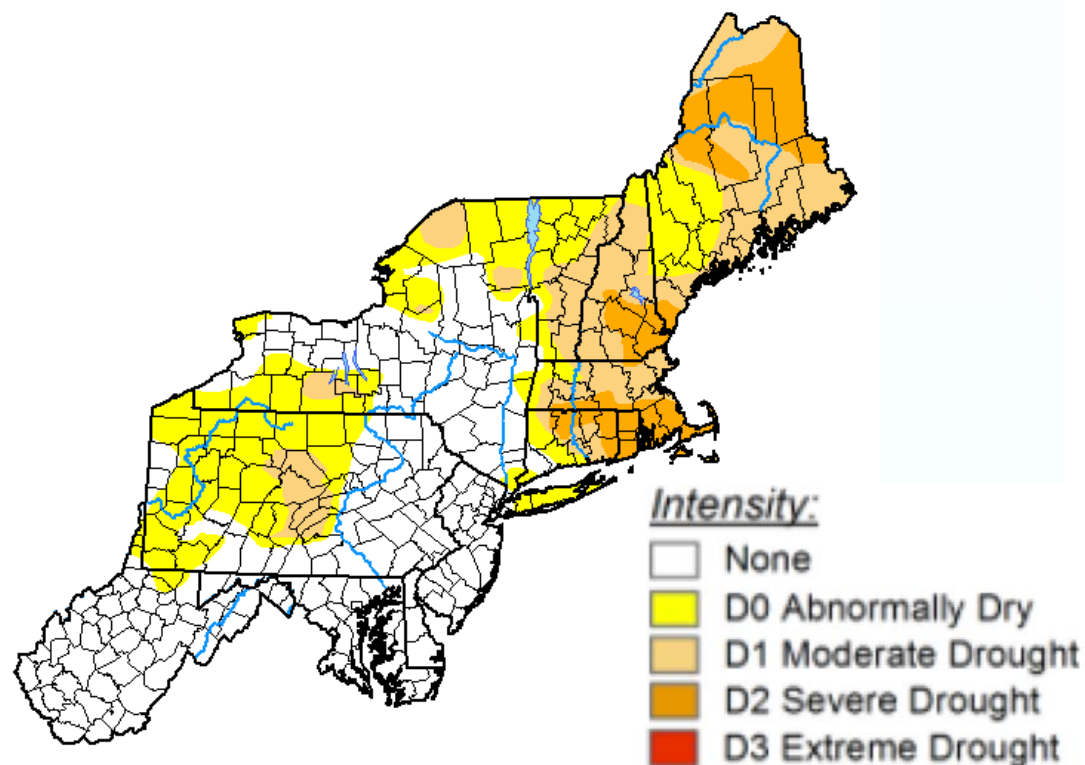 Intensity:
None
D0 Abnormally Dry
D1 Moderate Drought
D2 Severe Drought
D3 Extreme Drought